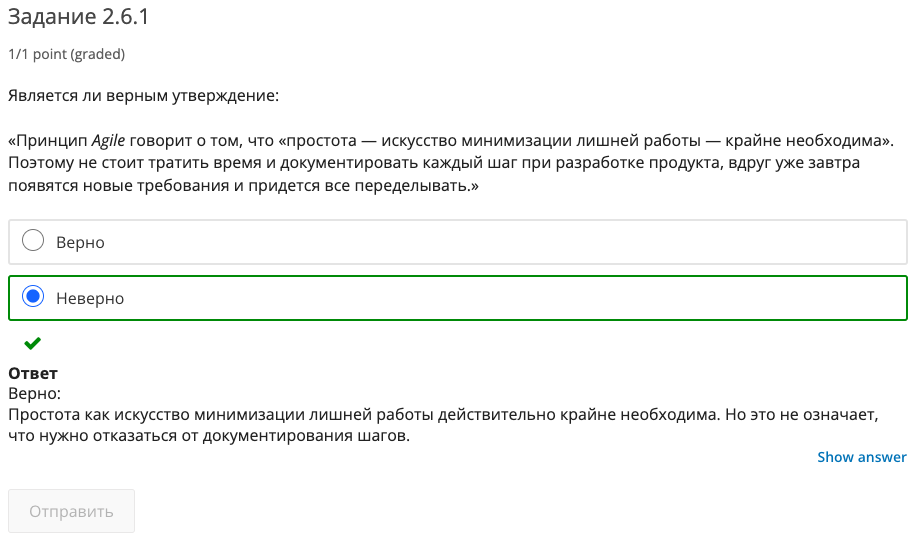 Задание 2.6.1
1/1 point (graded)
Является ли верным утверждение:
«Принцип Agile говорит о том, что «простота — искусство минимизации лишней работы — крайне необходима».
Поэтому не стоит тратить время и документировать каждый шаг при разработке продукта, вдруг уже завтра
появятся новые требования и придется все переделывать.»
Верно
Неверно
Ответ
Верно:
Простота как искусство минимизации лишней работы действительно крайне необходима. Но это не означает,
что нужно отказаться от документирования шагов.
Show answer
Отправить